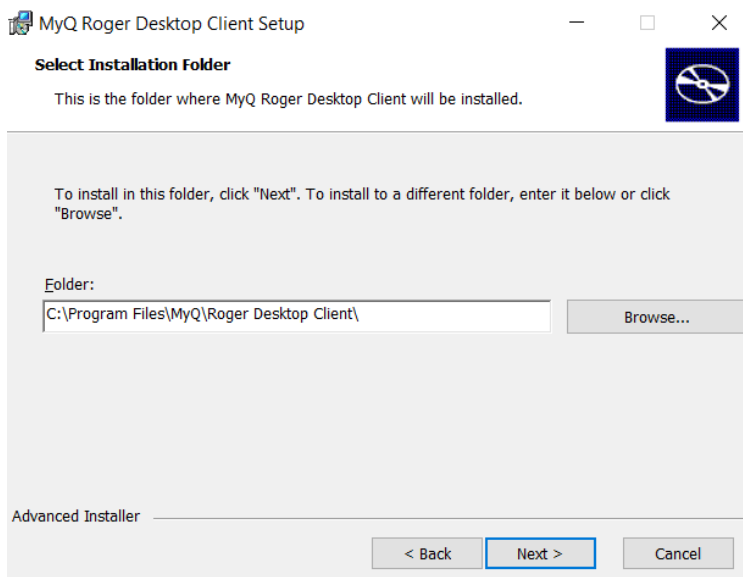 MyQ Roger Desktop Client Setup
Select Installation Folder
This is the folder where MyQ Roger Desktop Client will be installed.
To install in this folder, click "Next". To install to a different folder, enter it below or click
"Browse".
Folder:
C:\Program Files\MyQ\Roger Desktop Client\
Browse...
Advanced Installer
< Back
Next >
Cancel